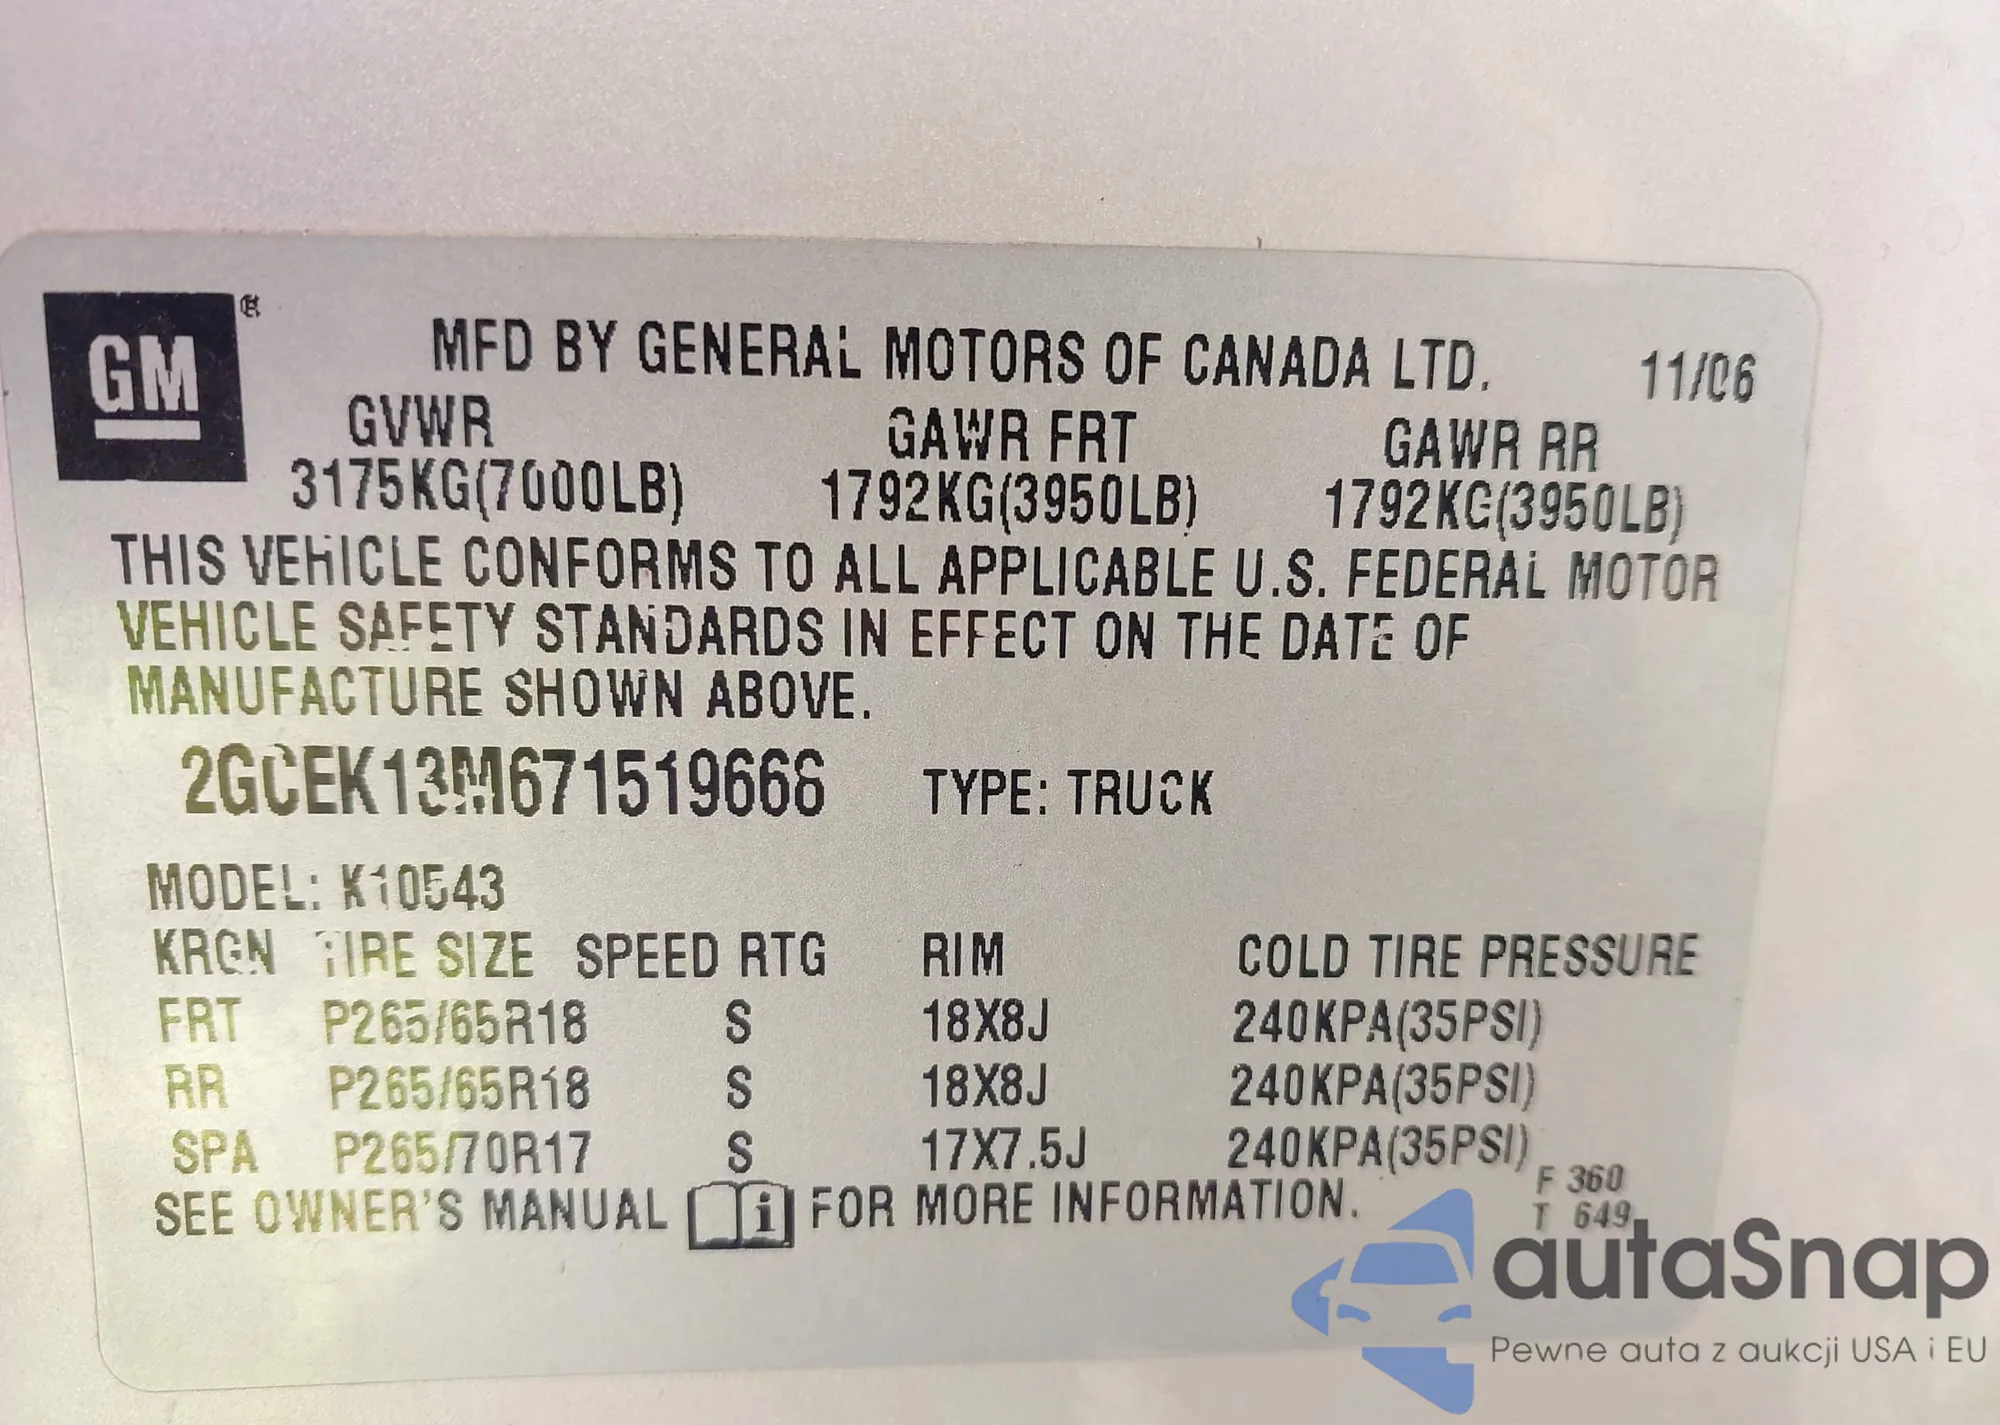 GM®
MFD BY GENERAL MOTORS OF CANADA LTD. 11/06
GVWR GAWR FRT GAWR RR
3175KG(7000LB) 1792KG(3950LB) 1792KG(3950LB)
THIS VEHICLE CONFORMS TO ALL APPLICABLE U.S. FEDERAL MOTOR
VEHICLE SAFETY STANDARDS IN EFFECT ON THE DATE OF
MANUFACTURE SHOWN ABOVE.
2GCEK13M671519668 TYPE: TRUCK
MODEL: K10543
KRGN TIRE SIZE SPEED RTG RIM COLD TIRE PRESSURE
FRT P265/65R18 S 18X8J 240KPA(35PSI)
RR P265/65R18 S 18X8J 240KPA(35PSI)
SPA P265/70R17 S 17X7.5J 240KPA(35PSI)
SEE OWNER'S MANUAL i FOR MORE INFORMATION.
F 360
T 649
autaSnap
Pewne auta z aukcji USA i EU